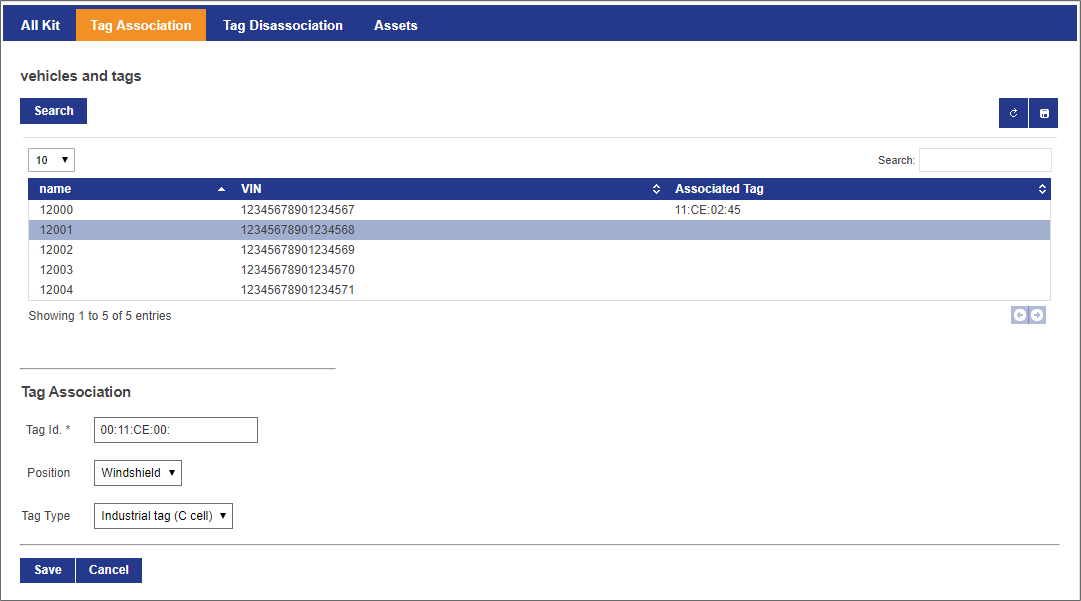 All Kit Tag Association Tag Disassociation Assets
vehicles and tags
Search
10 Search:
name VIN Associated Tag
12000 12345678901234567 11:CE:02:45
12001 12345678901234568
12002 12345678901234569
12003 12345678901234570
12004 12345678901234571
Showing 1 to 5 of 5 entries
Tag Association
Tag Id. * 00:11:CE:00:
Position Windshield
Tag Type Industrial tag (C cell)
Save Cancel